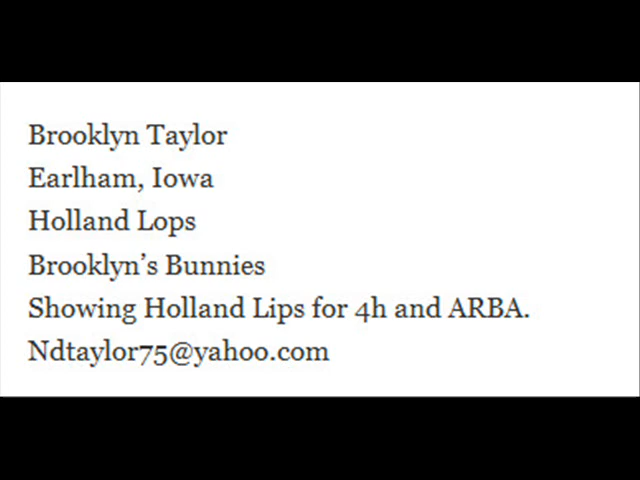 Brooklyn Taylor
Earlham, Iowa
Holland Lops
Brooklyn’s Bunnies
Showing Holland Lips for 4h and ARBA.
Ndtaylor75@yahoo.com